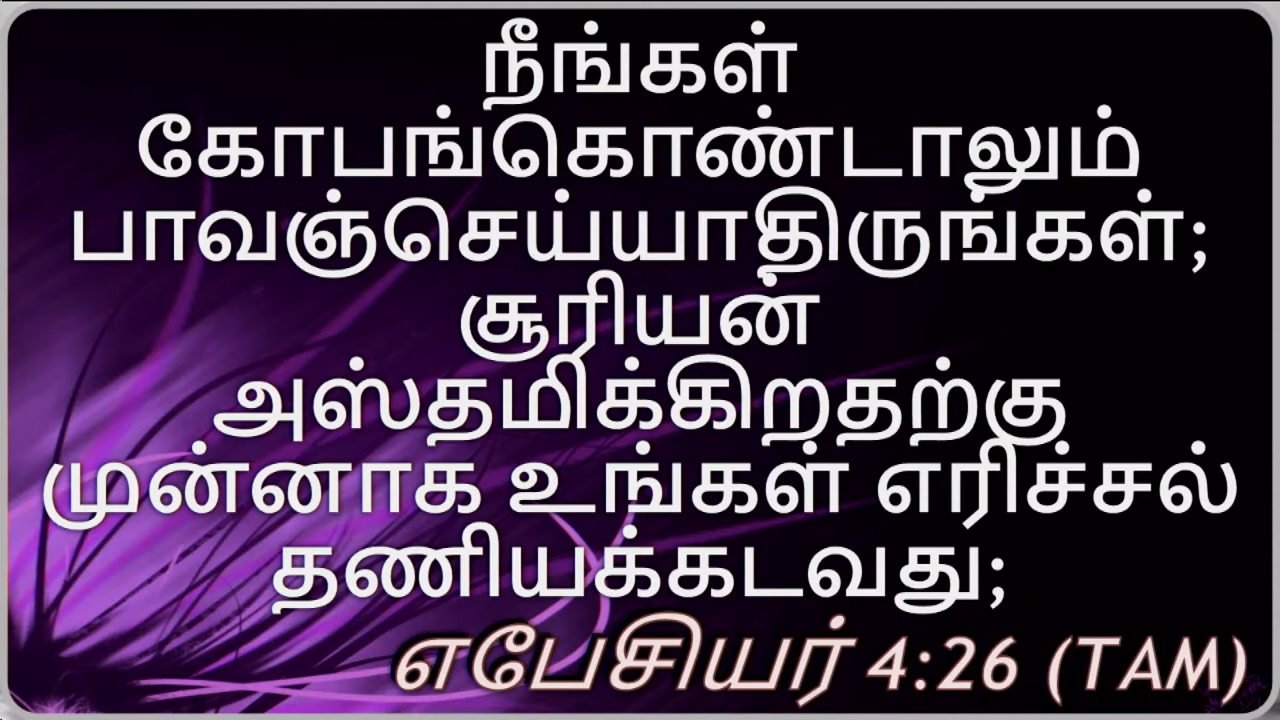 நீங்கள்
கோபங்கொண்டாலும்
பாவஞ்செய்யாதிருங்கள்;
சூரியன்
அஸ்தமிக்கிறதற்கு
முன்னாக உங்கள் எரிச்சல்
தணியக்கடவது;
எபேசியர் 4:26 (TAM)